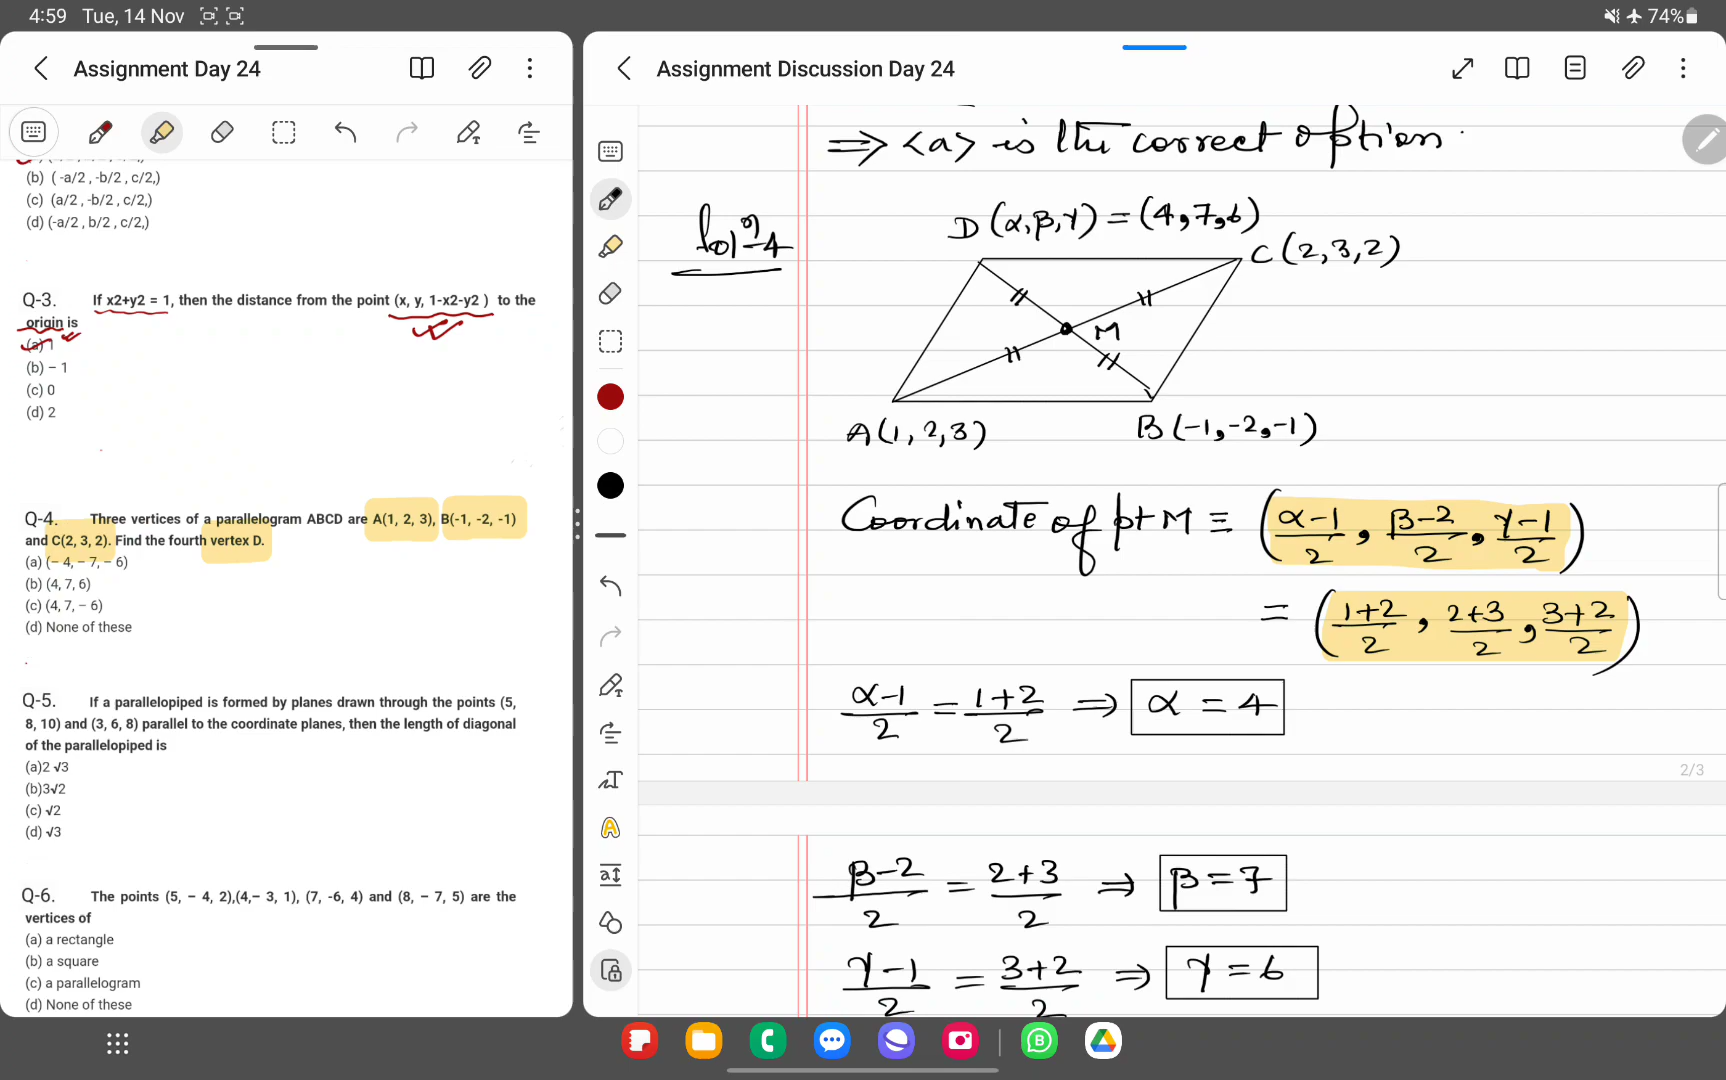 4:59 Tue, 14 Nov
74%
Assignment Day 24
(b) ( -a/2 , -b/2 , c/2,)
(c) (a/2 , -b/2 , c/2,)
(d) (-a/2 , b/2 , c/2,)
Q-3. If x2+y2 = 1, then the distance from the point (x, y, 1-x2-y2 ) to the
origin is
(a) 1
(b) – 1
(c) 0
(d) 2
Q-4. Three vertices of a parallelogram ABCD are A(1, 2, 3), B(-1, -2, -1)
and C(2, 3, 2). Find the fourth vertex D.
(a) (– 4, – 7, – 6)
(b) (4, 7, 6)
(c) (4, 7, – 6)
(d) None of these
.
Q-5. If a parallelopiped is formed by planes drawn through the points (5,
8, 10) and (3, 6, 8) parallel to the coordinate planes, then the length of diagonal
of the parallelopiped is
(a)2 √3
(b)3√2
(c) √2
(d) √3
Q-6. The points (5, – 4, 2),(4,– 3, 1), (7, -6, 4) and (8, – 7, 5) are the
vertices of
(a) a rectangle
(b) a square
(c) a parallelogram
(d) None of these
Assignment Discussion Day 24
⇒ <a> is the correct option.
Solⁿ-4
D (α, β, γ) = (4, 7, 6)
C (2, 3, 2)
M
A (1, 2, 3)
B (-1, -2, -1)
Coordinate of pt M ≡ ( α-1/2 , β-2/2 , γ-1/2 )
= ( 1+2/2 , 2+3/2 , 3+2/2 )
α-1/2 = 1+2/2 ⇒ α = 4
2/3
β-2/2 = 2+3/2 ⇒ β = 7
γ-1/2 = 3+2/2 ⇒ γ = 6